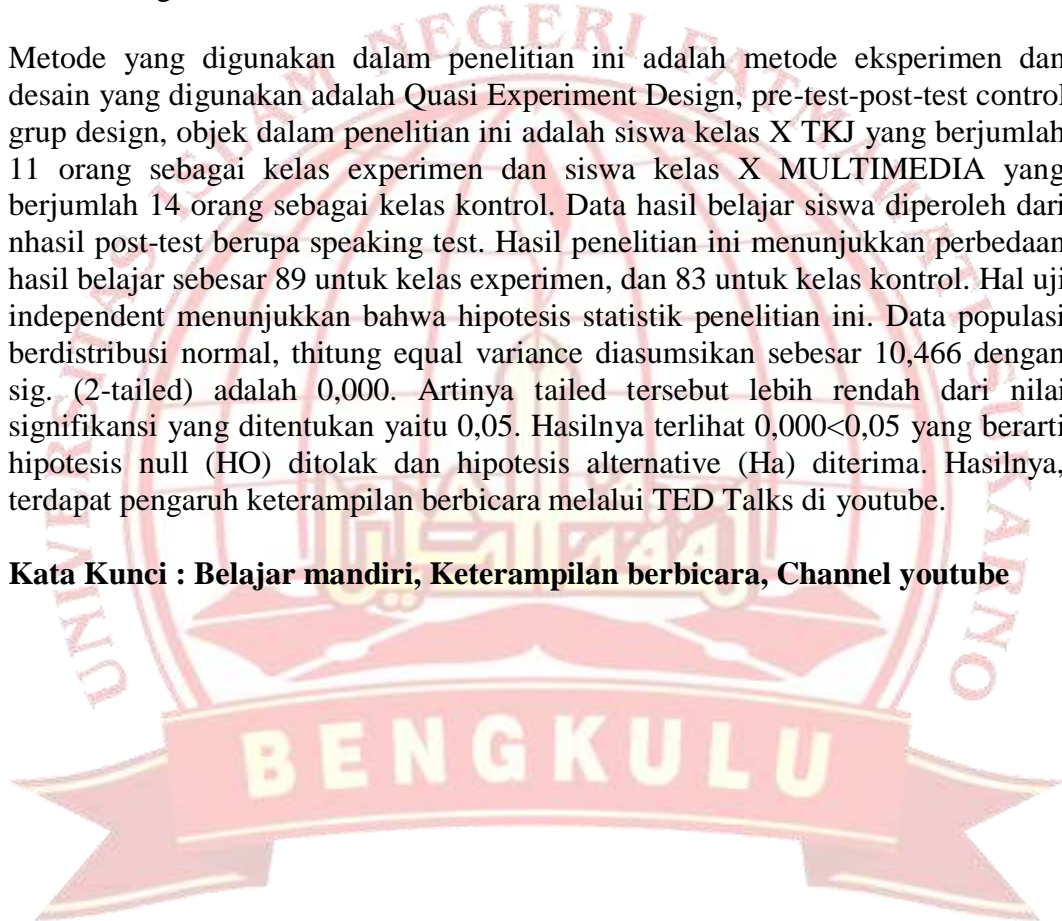 Metode yang digunakan dalam penelitian ini adalah metode eksperimen dan
desain yang digunakan adalah Quasi Experiment Design, pre-test-post-test control
grup design, objek dalam penelitian ini adalah siswa kelas X TKJ yang berjumlah
11 orang sebagai kelas experimen dan siswa kelas X MULTIMEDIA yang
berjumlah 14 orang sebagai kelas kontrol. Data hasil belajar siswa diperoleh dari
nhasil post-test berupa speaking test. Hasil penelitian ini menunjukkan perbedaan
hasil belajar sebesar 89 untuk kelas experimen, dan 83 untuk kelas kontrol. Hal uji
independent menunjukkan bahwa hipotesis statistik penelitian ini. Data populasi
berdistribusi normal, thitung equal variance diasumsikan sebesar 10,466 dengan
sig. (2-tailed) adalah 0,000. Artinya tailed tersebut lebih rendah dari nilai
signifikansi yang ditentukan yaitu 0,05. Hasilnya terlihat 0,000<0,05 yang berarti
hipotesis null (HO) ditolak dan hipotesis alternative (Ha) diterima. Hasilnya,
terdapat pengaruh keterampilan berbicara melalui TED Talks di youtube.
Kata Kunci : Belajar mandiri, Keterampilan berbicara, Channel youtube
UNIVERSITAS ISLAM NEGERI FATMAWATI SUKARNO
BENGKULU